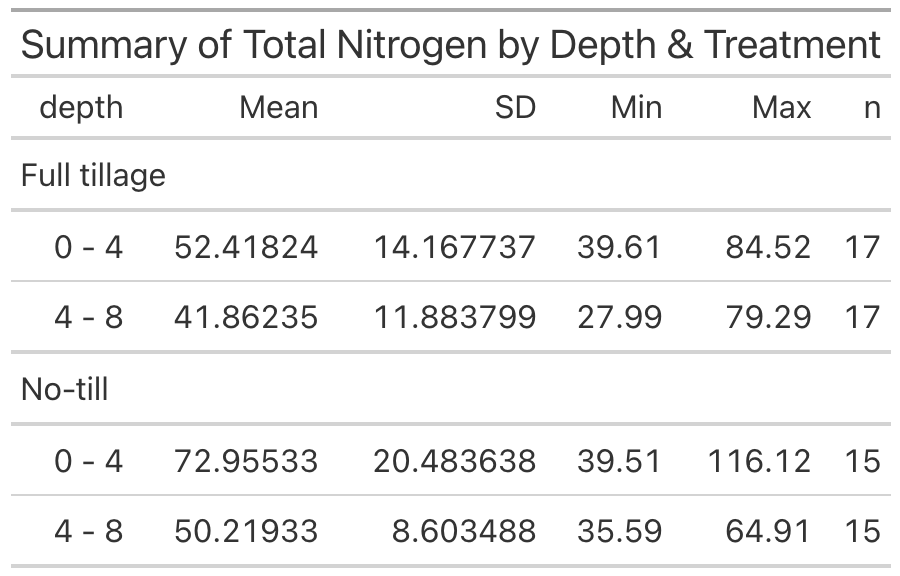 Summary of Total Nitrogen by Depth & Treatment
depth Mean SD Min Max n
Full tillage
0 - 4 52.41824 14.167737 39.61 84.52 17
4 - 8 41.86235 11.883799 27.99 79.29 17
No-till
0 - 4 72.95533 20.483638 39.51 116.12 15
4 - 8 50.21933 8.603488 35.59 64.91 15